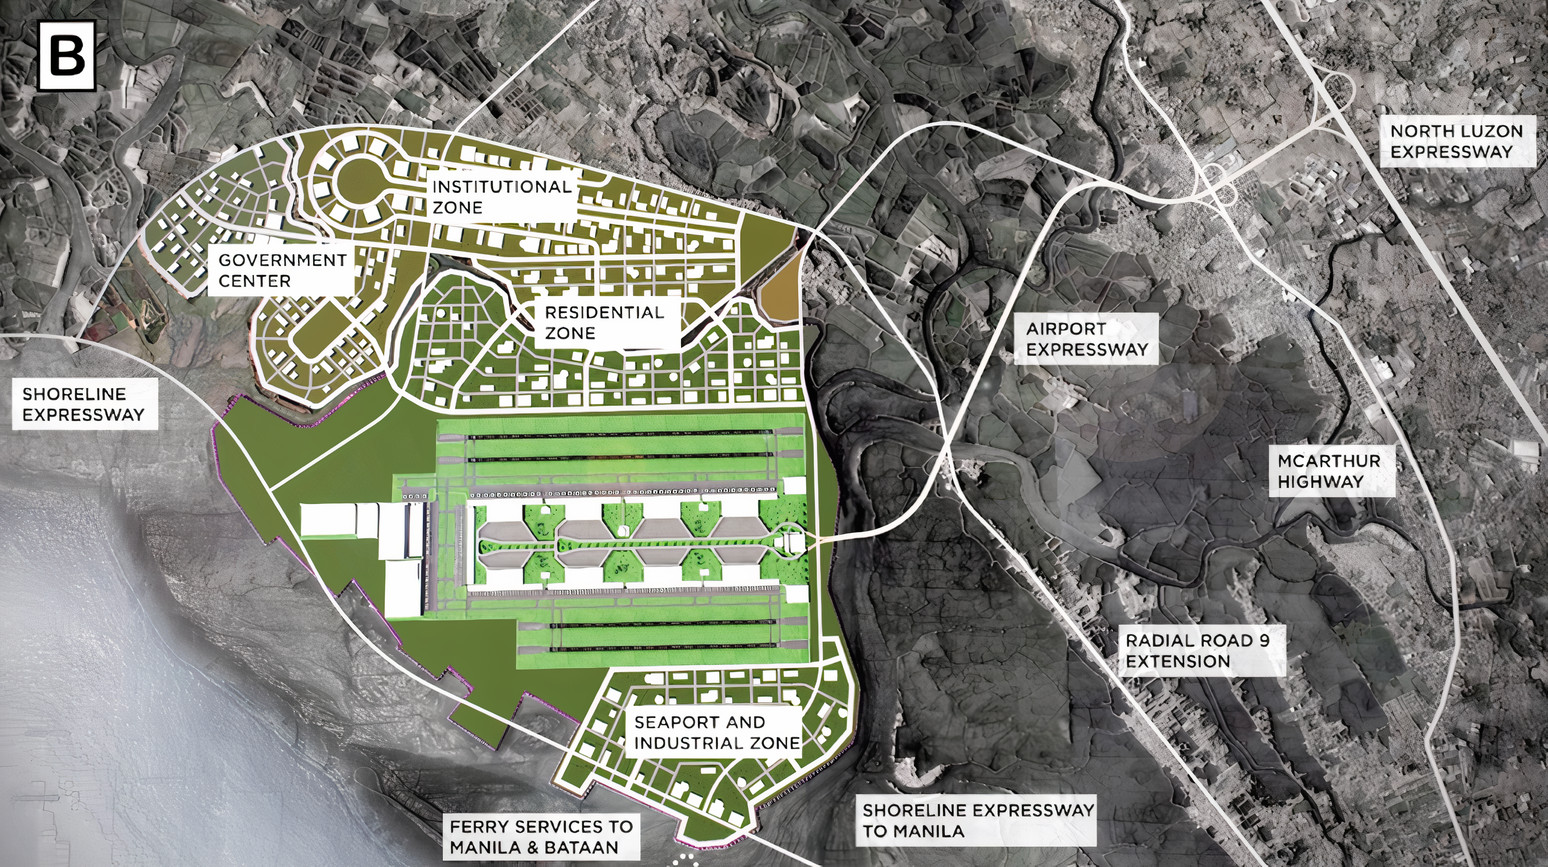 B
NORTH LUZON
EXPRESSWAY
INSTITUTIONAL
ZONE
GOVERNMENT
CENTER
RESIDENTIAL
ZONE
AIRPORT
EXPRESSWAY
SHORELINE
EXPRESSWAY
MCARTHUR
HIGHWAY
RADIAL ROAD 9
EXTENSION
SEAPORT AND
INDUSTRIAL ZONE
SHORELINE EXPRESSWAY
TO MANILA
FERRY SERVICES TO
MANILA & BATAAN